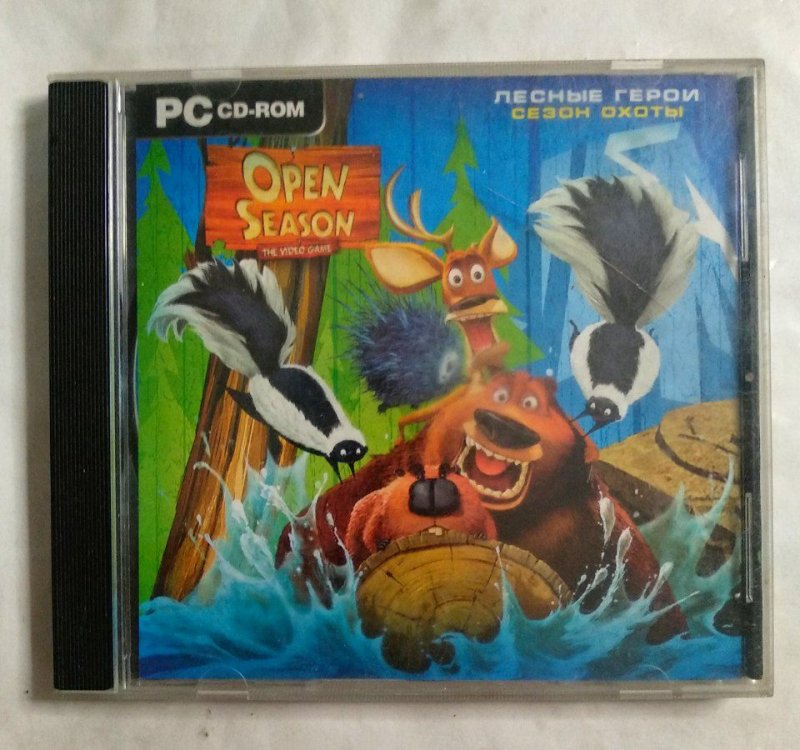 PC CD-ROM
ЛЕСНЫЕ ГЕРОИ
СЕЗОН ОХОТЫ
OPEN
SEASON
THE VIDEO GAME